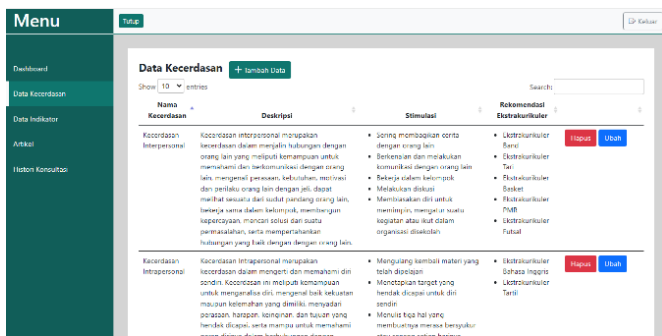 Menu
Tutup
Keluar
Dashboard
Data Kecerdasan
Data Indikator
Artikel
Histori Konsultasi
Data Kecerdasan + Tambah Data
Show 10 entries
Search:
Nama
Kecerdasan
Deskripsi
Stimulasi
Rekomendasi
Ekstrakurikuler
Kecerdasan
Interpersonal
Kecerdasan interpersonal merupakan
kecerdasan dalam menjalin hubungan dengan
orang lain yang meliputi kemampuan untuk
memahami dan berkomunikasi dengan orang
lain, mengenali perasaan, kebutuhan, motivasi
dan perilaku orang lain dengan jeli, dapat
melihat sesuatu dari sudut pandang orang lain,
bekerja sama dalam kelompok, membangun
kepercayaan, mencari solusi dari suatu
permasalahan, serta mempertahankan
hubungan yang baik dengan dengan orang lain.
• Sering membagikan cerita
dengan orang lain
• Berkenalan dan melakukan
komunikasi dengan orang lain
• Bekerja dalam kelompok
• Melakukan diskusi
• Membiasakan diri untuk
memimpin, mengatur suatu
kegiatan atau ikut dalam
organisasi disekolah
• Ekstrakurikuler
Band
• Ekstrakurikuler
Tari
• Ekstrakurikuler
Basket
• Ekstrakurikuler
PMR
• Ekstrakurikuler
Futsal
Hapus Ubah
Kecerdasan
Intrapersonal
Kecerdasan Intrapersonal merupakan
kecerdasan dalam mengerti dan memahami diri
sendiri. Kecerdasan ini meliputi kemampuan
untuk menganalisa diri, mengenal baik kekuatan
maupun kelemahan yang dimiliki, menyadari
perasaan, harapan, keinginan, dan tujuan yang
hendak dicapai, serta mampu untuk memahami
• Mengulang kembali materi yang
telah dipelajari
• Menetapkan target yang
hendak dicapai untuk diri
sendiri
• Menulis tiga hal yang
membuatnya merasa bersyukur
• Ekstrakurikuler
Bahasa Inggris
• Ekstrakurikuler
Tartil
Hapus Ubah